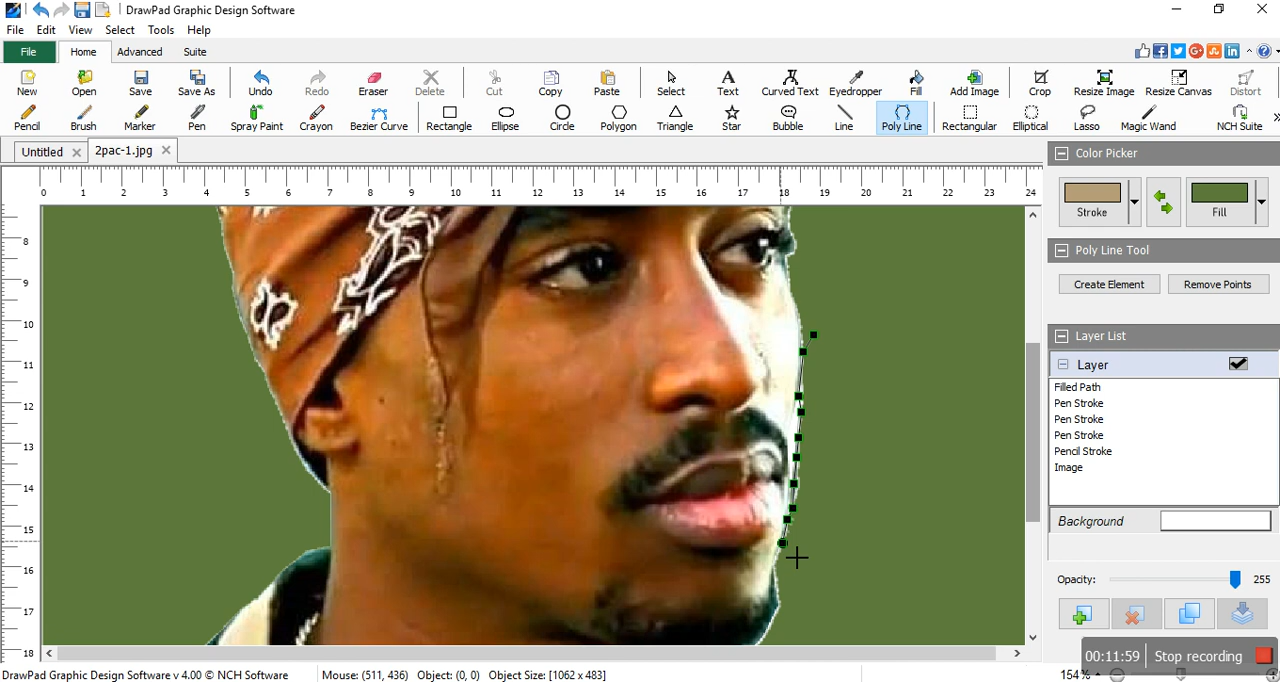 DrawPad Graphic Design Software
File Edit View Select Tools Help
File Home Advanced Suite
New Open Save Save As Undo Redo Eraser Delete Cut Copy Paste Select Text Curved Text Eyedropper Fill Add Image Crop Resize Image Resize Canvas Distort
Pencil Brush Marker Pen Spray Paint Crayon Bezier Curve Rectangle Ellipse Circle Polygon Triangle Star Bubble Line Poly Line Rectangular Elliptical Lasso Magic Wand NCH Suite
Untitled 2pac-1.jpg
Color Picker
0 1 2 3 4 5 6 7 8 9 10 11 12 13 14 15 16 17 18 19 20 21 22 23 24
Stroke Fill
8
9
10
11
12
13
14
15
16
17
18
Poly Line Tool
Create Element Remove Points
Layer List
Layer
Filled Path
Pen Stroke
Pen Stroke
Pen Stroke
Pencil Stroke
Image
Background
Opacity: 255
00:11:59 Stop recording
DrawPad Graphic Design Software v 4.00 © NCH Software Mouse: (511, 436) Object: (0, 0) Object Size: [1062 x 483] 154%